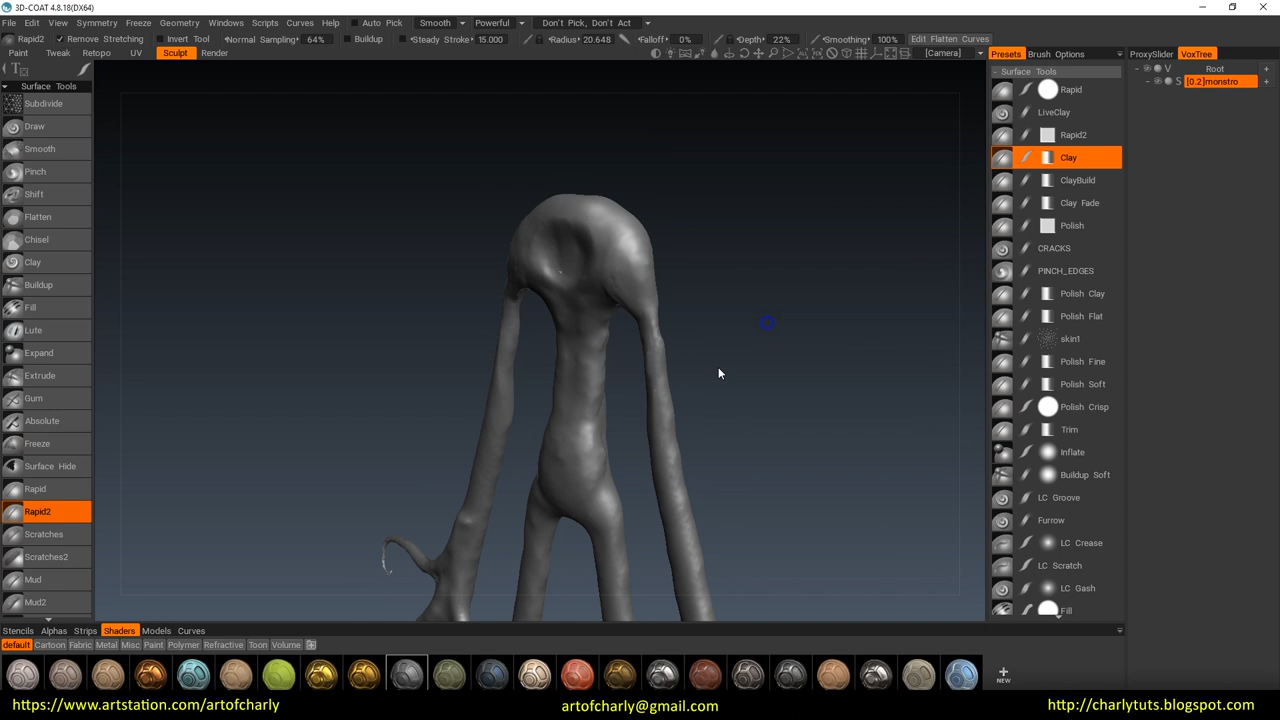 3D-COAT 4.8.18(DX64)
File Edit View Symmetry Freeze Geometry Windows Scripts Curves Help Auto Pick Smooth Powerful Don't Pick, Don't Act
Rapid2 Remove Stretching Invert Tool Normal Sampling: 64% Buildup Steady Stroke: 15.000 Radius: 20.648 Falloff: 0% Depth: 22% Smoothing: 100% Edit Flatten Curves
Paint Tweak Retopo UV Sculpt Render [Camera] Presets Brush Options ProxySlider VoxTree
Surface Tools
Subdivide
Draw
Smooth
Pinch
Shift
Flatten
Chisel
Clay
Buildup
Fill
Lute
Expand
Extrude
Gum
Absolute
Freeze
Surface Hide
Rapid
Rapid2
Scratches
Scratches2
Mud
Mud2
Surface Tools
Rapid
LiveClay
Rapid2
Clay
ClayBuild
Clay Fade
Polish
CRACKS
PINCH_EDGES
Polish Clay
Polish Flat
skin1
Polish Fine
Polish Soft
Polish Crisp
Trim
Inflate
Buildup Soft
LC Groove
Furrow
LC Crease
LC Scratch
LC Gash
Fill
V Root +
S [0.2]monstro +
Stencils Alphas Strips Shaders Models Curves
default Cartoon Fabric Metal Misc Paint Polymer Refractive Toon Volume
NEW
https://www.artstation.com/artofcharly artofcharly@gmail.com http://charlytuts.blogspot.com